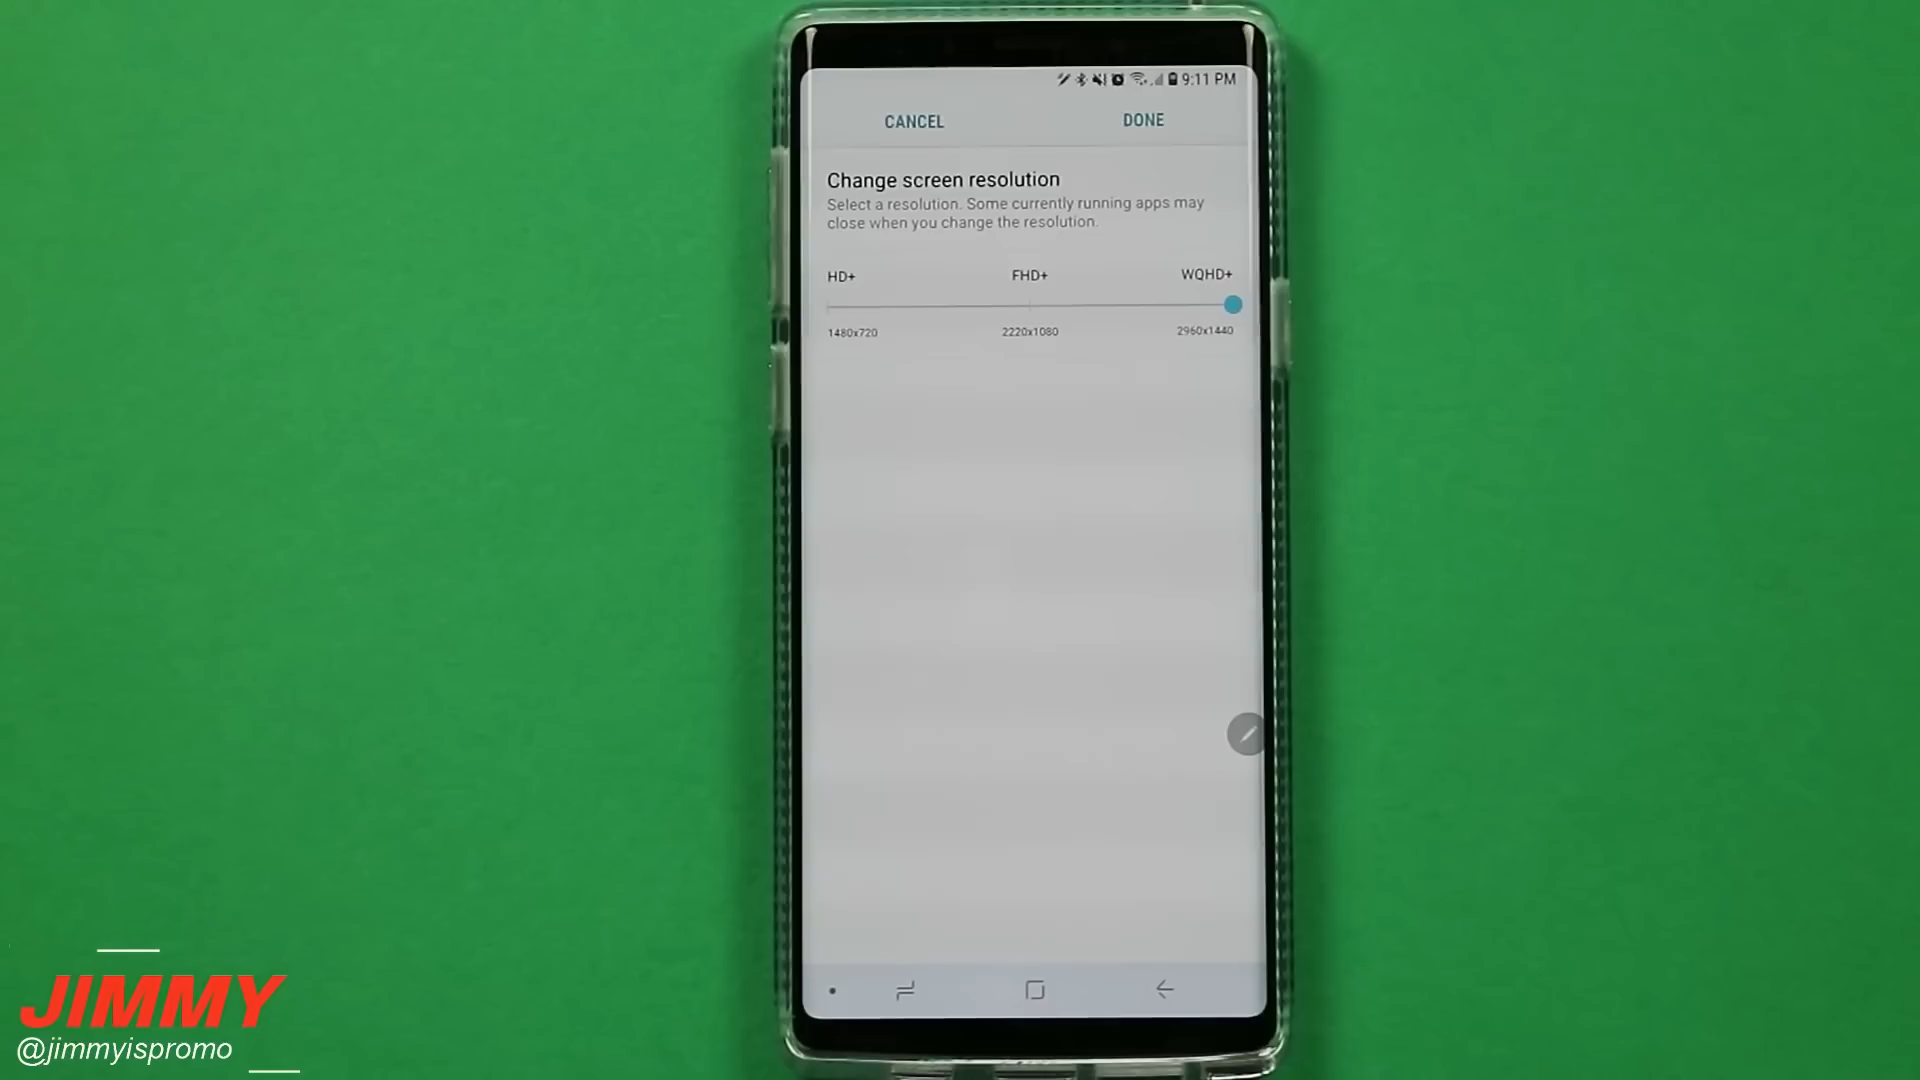 9:11 PM
CANCEL DONE
Change screen resolution
Select a resolution. Some currently running apps may
close when you change the resolution.
HD+ FHD+ WQHD+
1480x720 2220x1080 2960x1440
JIMMY
@jimmyispromo